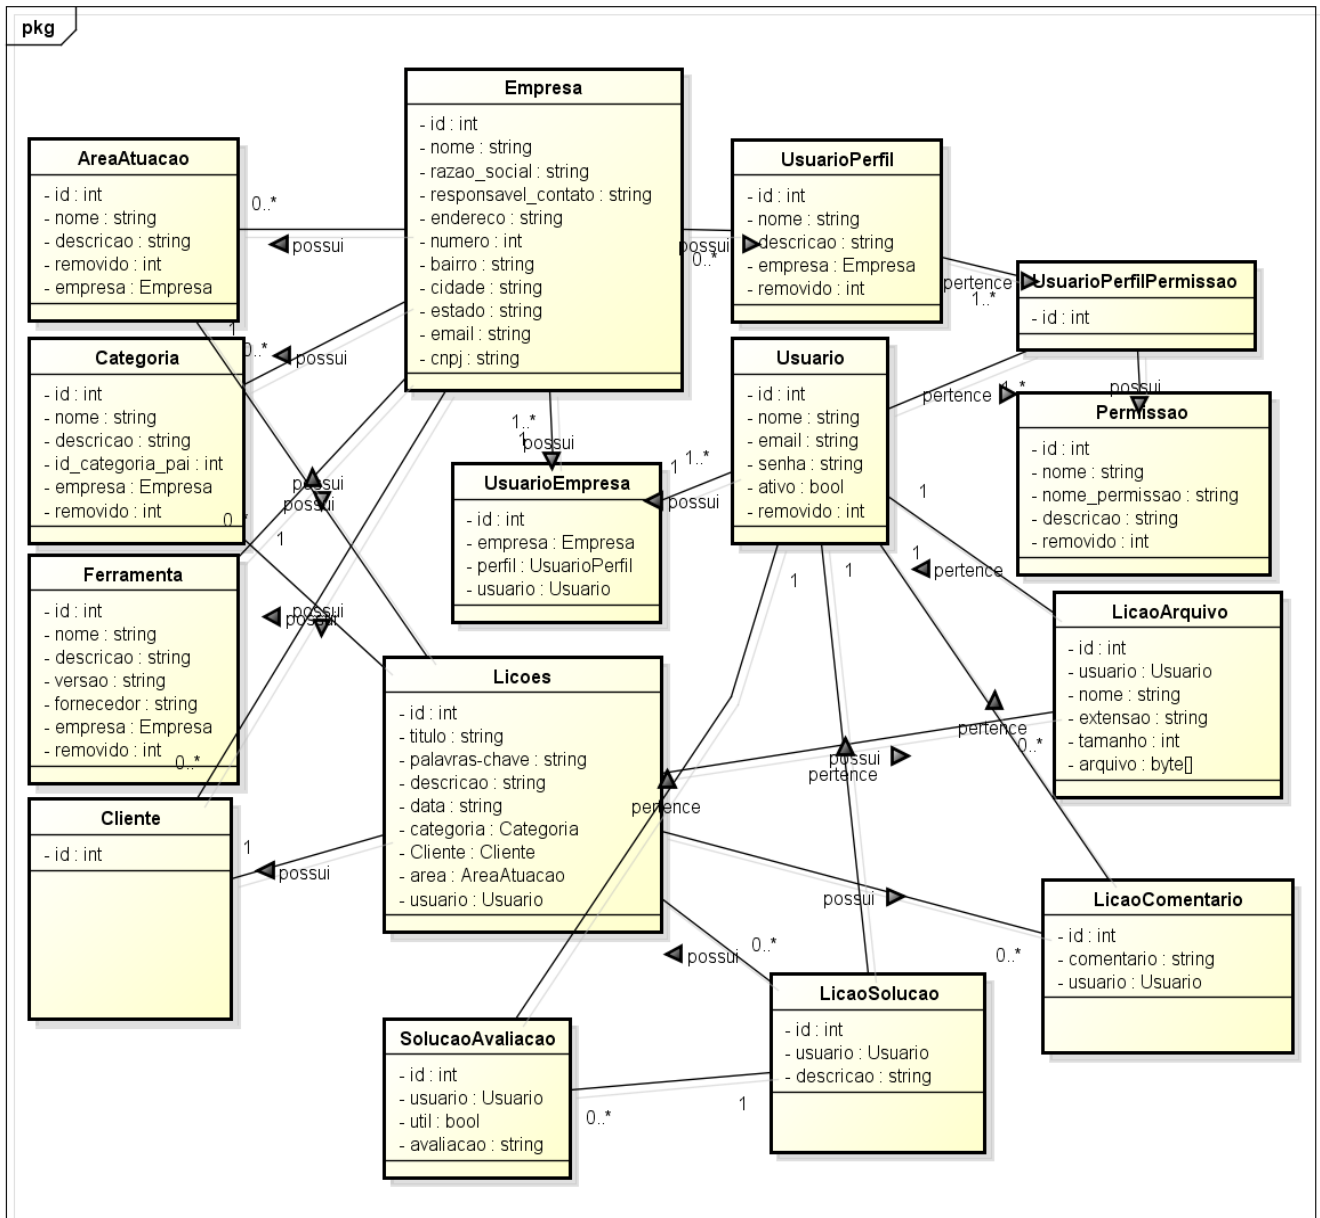 pkg
Empresa
- id : int
- nome : string
- razao_social : string
- responsavel_contato : string
- endereco : string
- numero : int
- bairro : string
- cidade : string
- estado : string
- email : string
- cnpj : string
AreaAtuacao
- id : int
- nome : string
- descricao : string
- removido : int
- empresa : Empresa
0..*
possui
UsuarioPerfil
- id : int
- nome : string
- descricao : string
- empresa : Empresa
- removido : int
possui
0..*
pertence
1..*
UsuarioPerfilPermissao
- id : int
1
Categoria
- id : int
- nome : string
- descricao : string
- id_categoria_pai : int
- empresa : Empresa
- removido : int
0..*
possui
Usuario
- id : int
- nome : string
- email : string
- senha : string
- ativo : bool
- removido : int
pertence
1..*
possui
Permissao
- id : int
- nome : string
- nome_permissao : string
- descricao : string
- removido : int
1..*
1
possui
UsuarioEmpresa
- id : int
- empresa : Empresa
- perfil : UsuarioPerfil
- usuario : Usuario
1
1..*
possui
possui
possui
0..*
1
Ferramenta
- id : int
- nome : string
- descricao : string
- versao : string
- fornecedor : string
- empresa : Empresa
- removido : int
possui
possui
1
1
pertence
1
1
LicaoArquivo
- id : int
- usuario : Usuario
- nome : string
- extensao : string
- tamanho : int
- arquivo : byte[]
Licoes
- id : int
- titulo : string
- palavras-chave : string
- descricao : string
- data : string
- categoria : Categoria
- Cliente : Cliente
- area : AreaAtuacao
- usuario : Usuario
pertence
0..*
possui
pertence
pertence
0..*
Cliente
- id : int
1
possui
possui
0..*
LicaoComentario
- id : int
- comentario : string
- usuario : Usuario
possui
0..*
LicaoSolucao
- id : int
- usuario : Usuario
- descricao : string
SolucaoAvaliacao
- id : int
- usuario : Usuario
- util : bool
- avaliacao : string
0..*
1